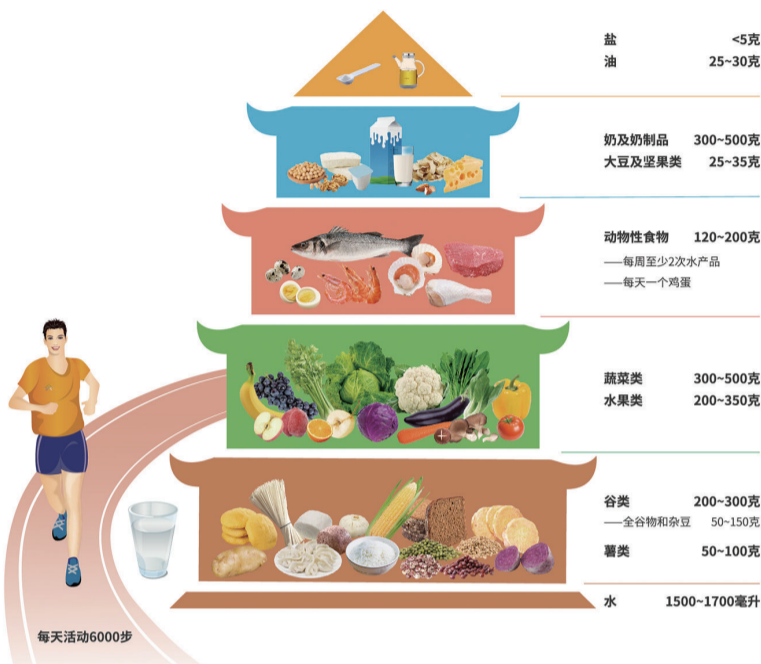 盐 <5克
油 25~30克
奶及奶制品 300~500克
大豆及坚果类 25~35克
动物性食物 120~200克
——每周至少2次水产品
——每天一个鸡蛋
蔬菜类 300~500克
水果类 200~350克
谷类 200~300克
——全谷物和杂豆 50~150克
薯类 50~100克
水 1500~1700毫升
每天活动6000步